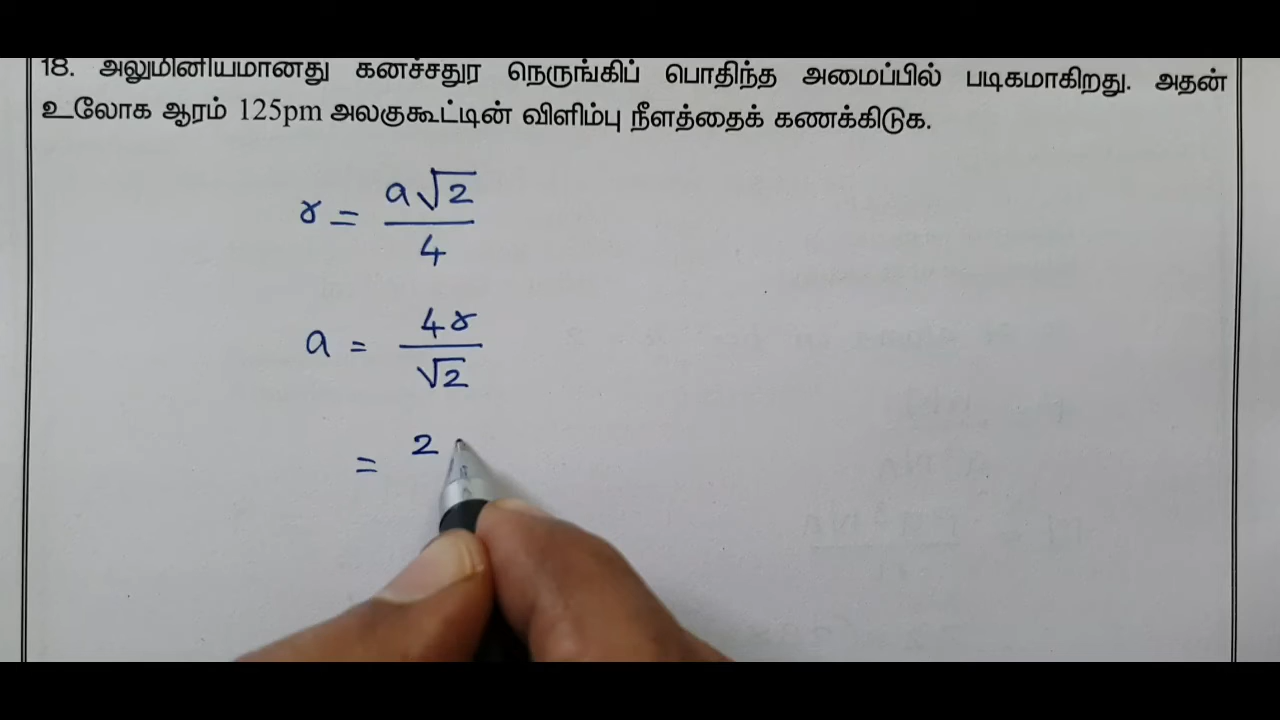 18. அலுமினியமானது கனச்சதுர நெருங்கிப் பொதிந்த அமைப்பில் படிகமாகிறது. அதன்
உலோக ஆரம் 125pm அலகுகூட்டின் விளிம்பு நீளத்தைக் கணக்கிடுக.
r = a√2 / 4
a = 4r / √2
= 2